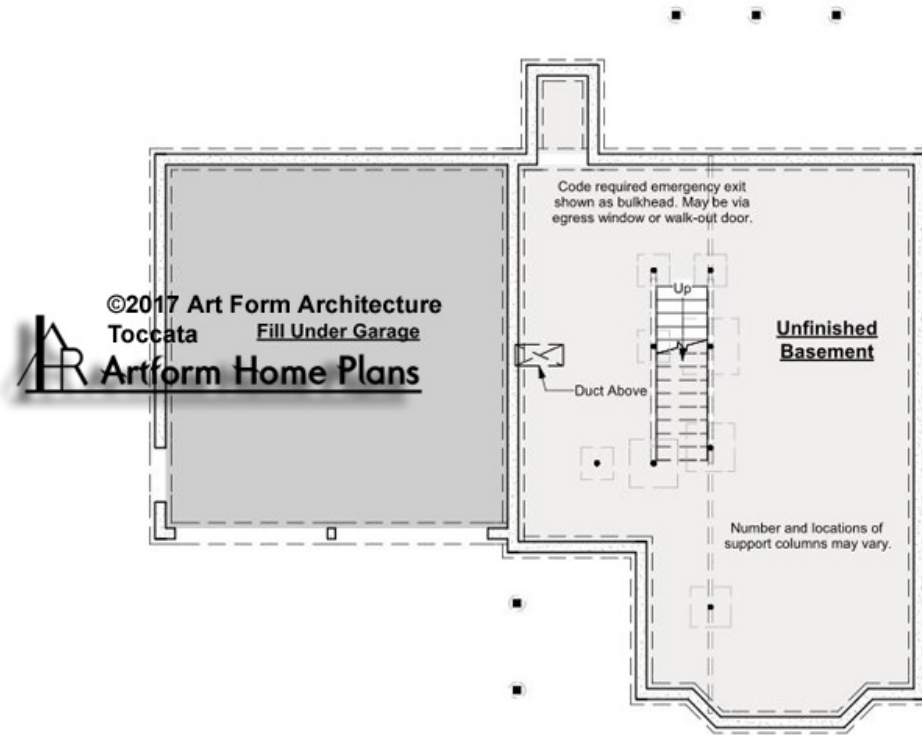 Code required emergency exit
shown as bulkhead. May be via
egress window or walk-out door.
Up
©2017 Art Form Architecture
Toccata
Fill Under Garage
Artform Home Plans
Unfinished
Basement
Duct Above
Number and locations of
support columns may vary.